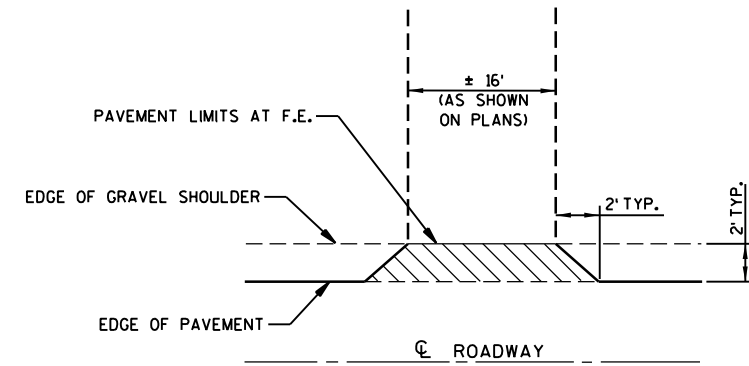 ± 16'
(AS SHOWN
ON PLANS)
PAVEMENT LIMITS AT F.E.
EDGE OF GRAVEL SHOULDER
2' TYP.
2' TYP.
EDGE OF PAVEMENT
℄ ROADWAY